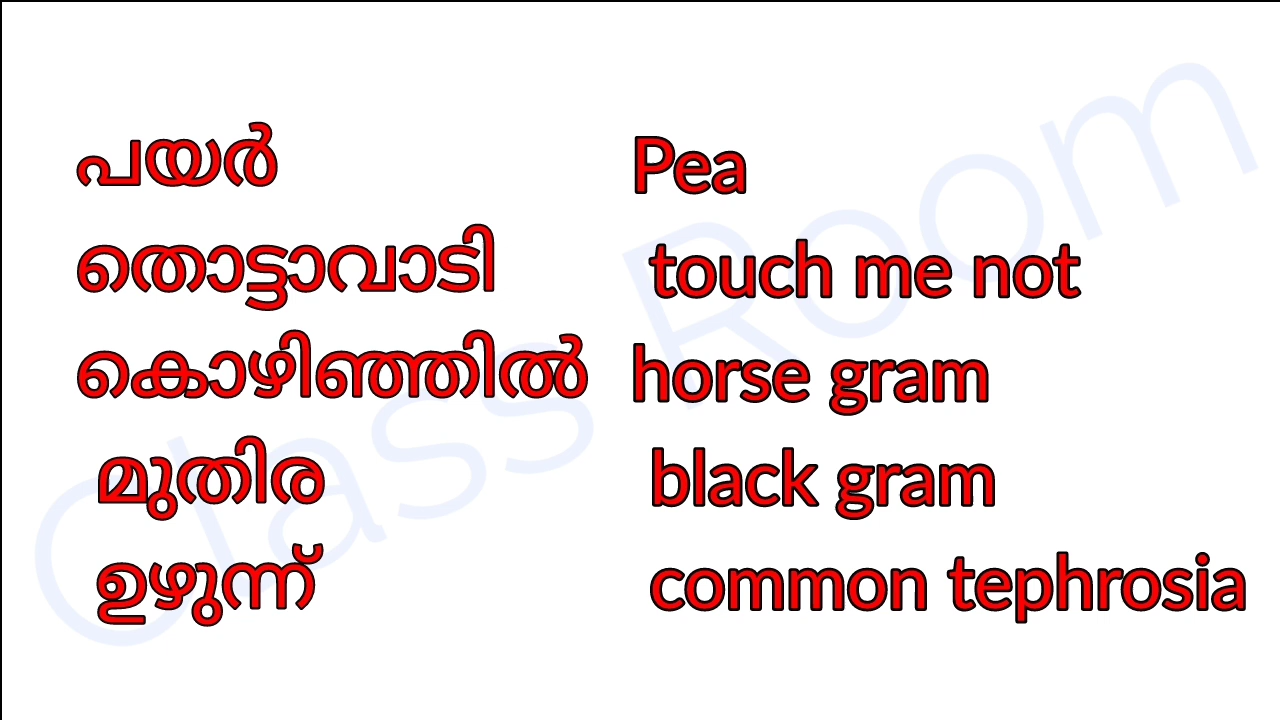 പയർ Pea
തൊട്ടാവാടി touch me not
കൊഴിഞ്ഞിൽ horse gram
മുതിര black gram
ഉഴുന്ന് common tephrosia
Class Room